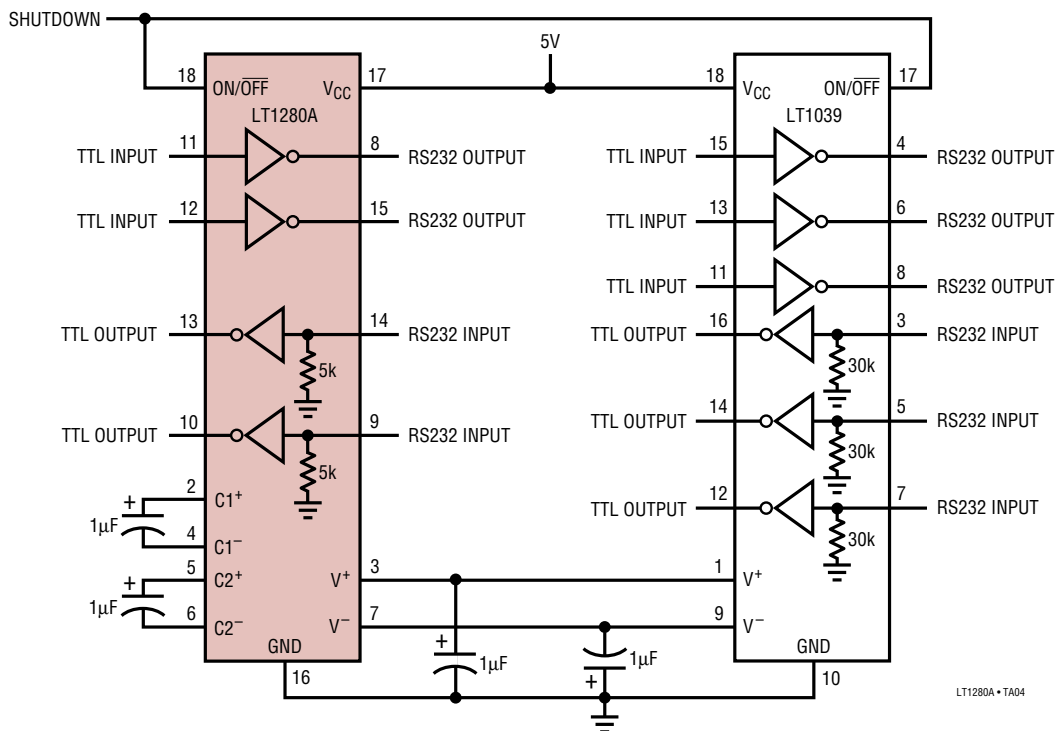 SHUTDOWN
5V
18 ON/OFF VCC 17
LT1280A
18 VCC ON/OFF 17
LT1039
TTL INPUT 11 8 RS232 OUTPUT
TTL INPUT 15 4 RS232 OUTPUT
TTL INPUT 12 15 RS232 OUTPUT
TTL INPUT 13 6 RS232 OUTPUT
TTL INPUT 11 8 RS232 OUTPUT
TTL OUTPUT 13 14 RS232 INPUT
5k
TTL OUTPUT 16 3 RS232 INPUT
30k
TTL OUTPUT 10 9 RS232 INPUT
5k
TTL OUTPUT 14 5 RS232 INPUT
30k
TTL OUTPUT 12 7 RS232 INPUT
30k
2 C1+
+
1µF
4 C1–
5 C2+
+
1µF
6 C2–
V+ 3
1 V+
V– 7
9 V–
GND
16
+
1µF
1µF
+
GND
10
LT1280A • TA04